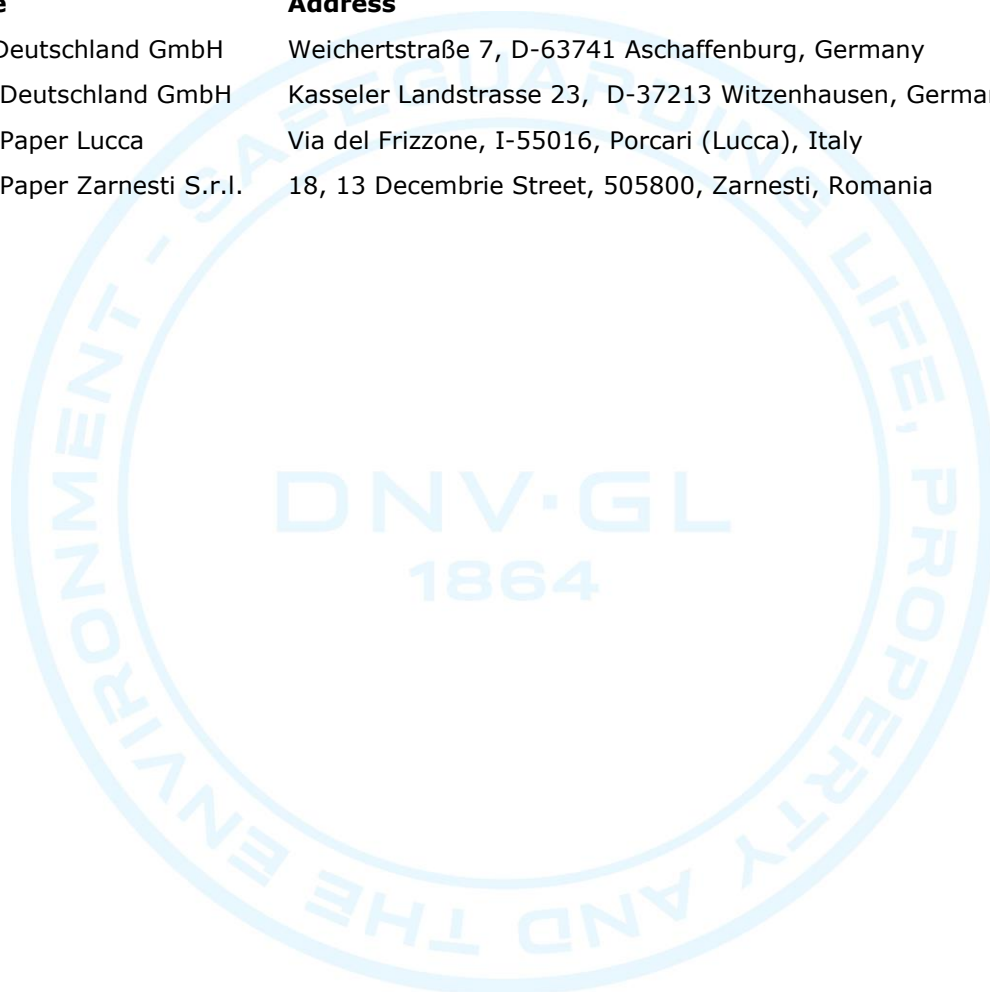 Address
Deutschland GmbH Weichertstraße 7, D-63741 Aschaffenburg, Germany
Deutschland GmbH Kasseler Landstrasse 23, D-37213 Witzenhausen,
Paper Lucca Via del Frizzone, I-55016, Porcari (Lucca), Italy
Paper Zarnesti S.r.l. 18, 13 Decembrie Street, 505800, Zarnesti, Romania
SAFEGUARDING LIFE, PROPERTY AND THE ENVIRONMENT -
DNV·GL
1864